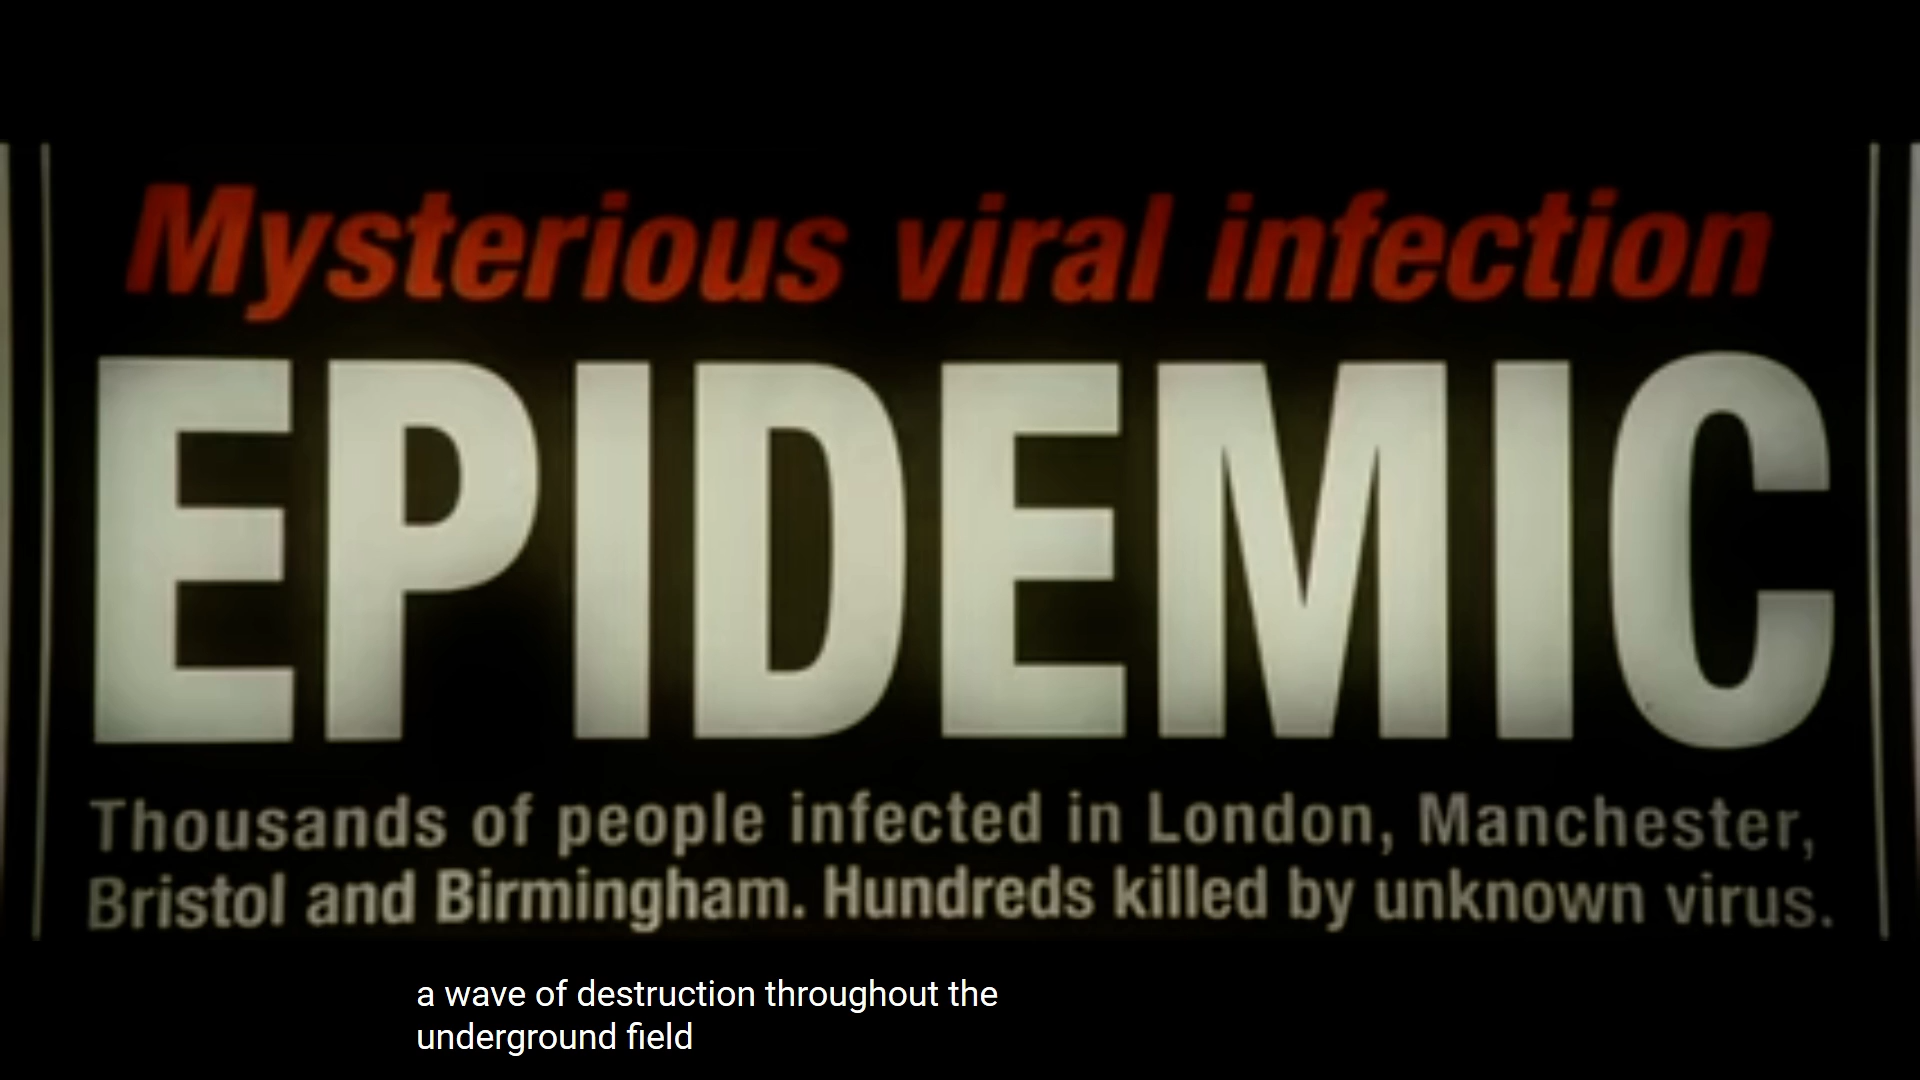 Mysterious viral infection
EPIDEMIC
Thousands of people infected in London, Manchester,
Bristol and Birmingham. Hundreds killed by unknown virus.
a wave of destruction throughout the
underground field